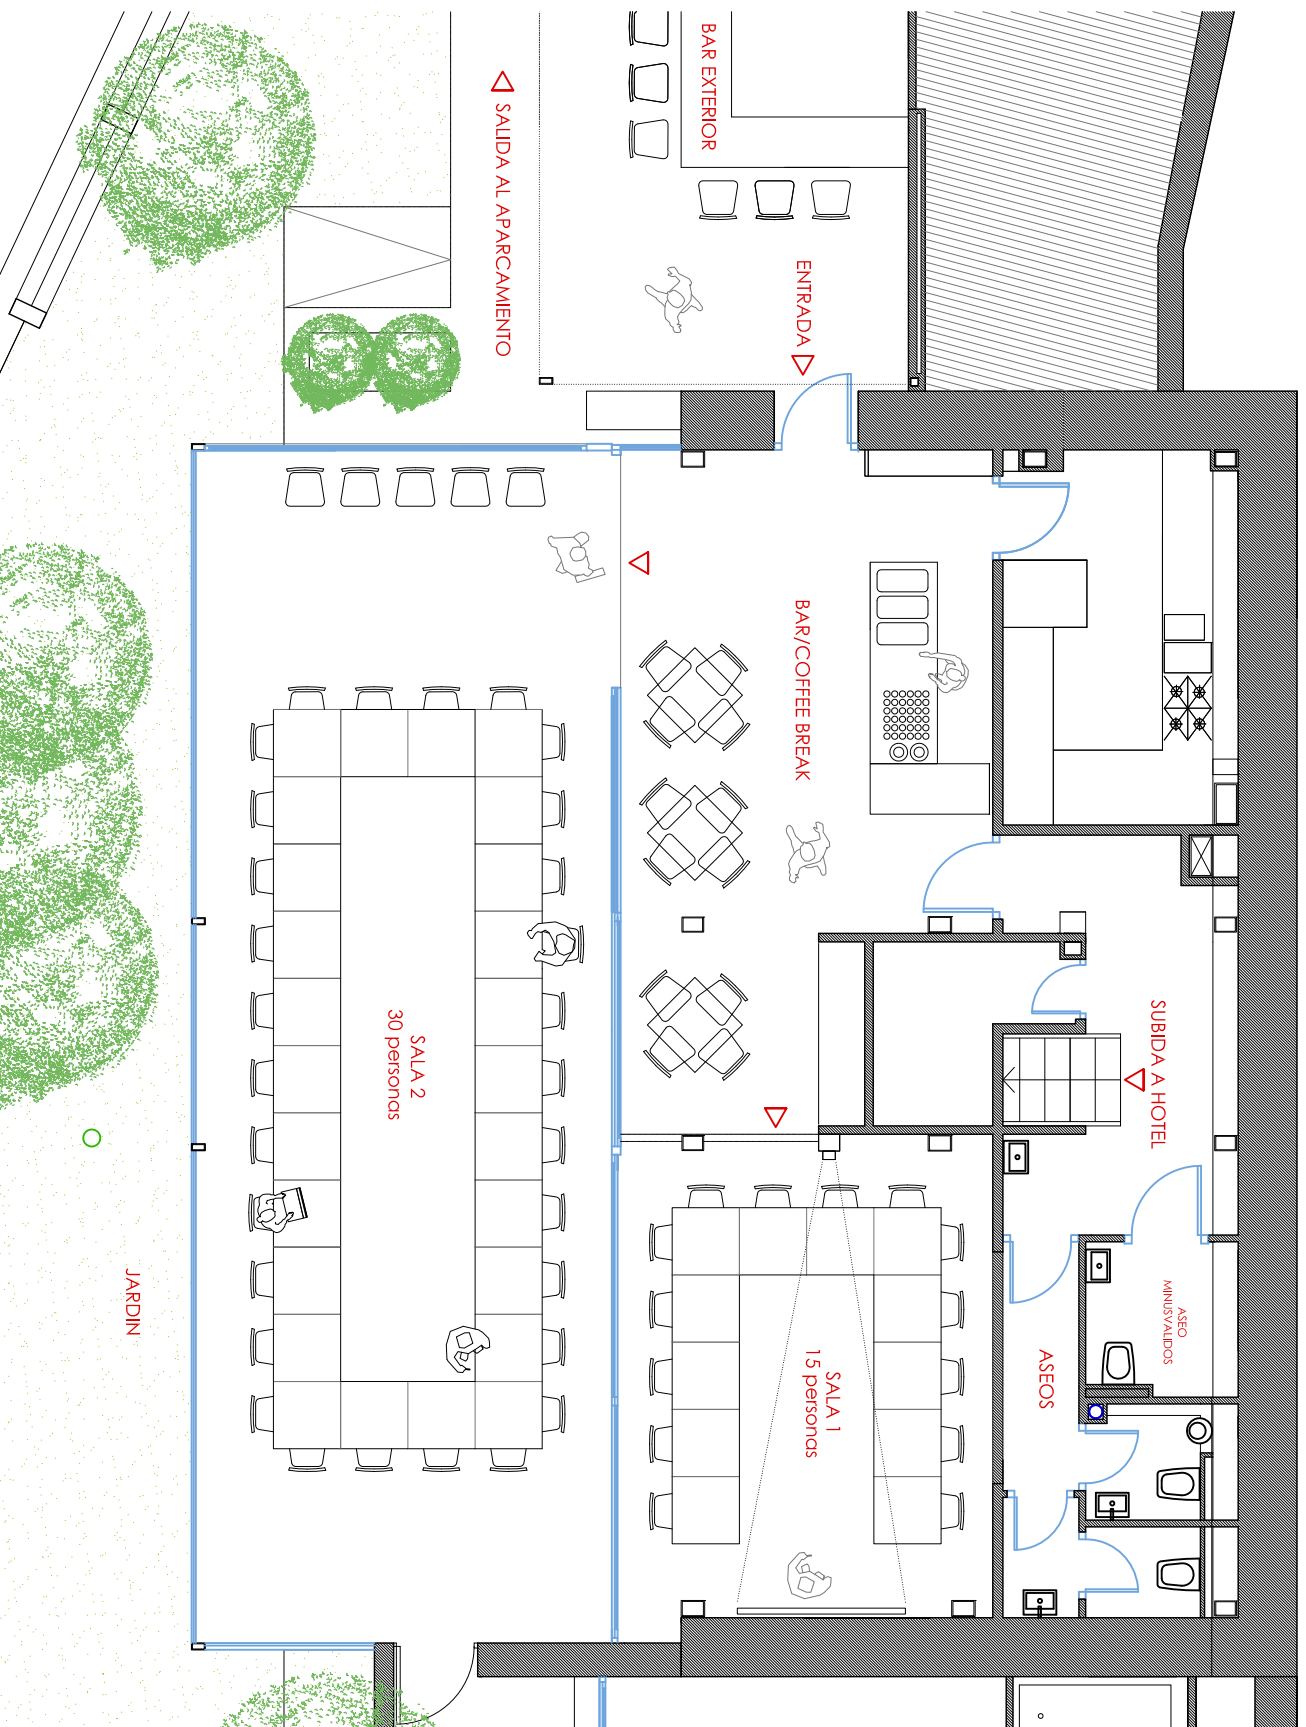 BAR EXTERIOR
SALIDA AL APARCAMIENTO
ENTRADA
BAR/COFFEE BREAK
SALA 2
30 personas
SUBIDA A HOTEL
JARDIN
ASEO
MINUSVALIDOS
ASEOS
SALA 1
15 personas